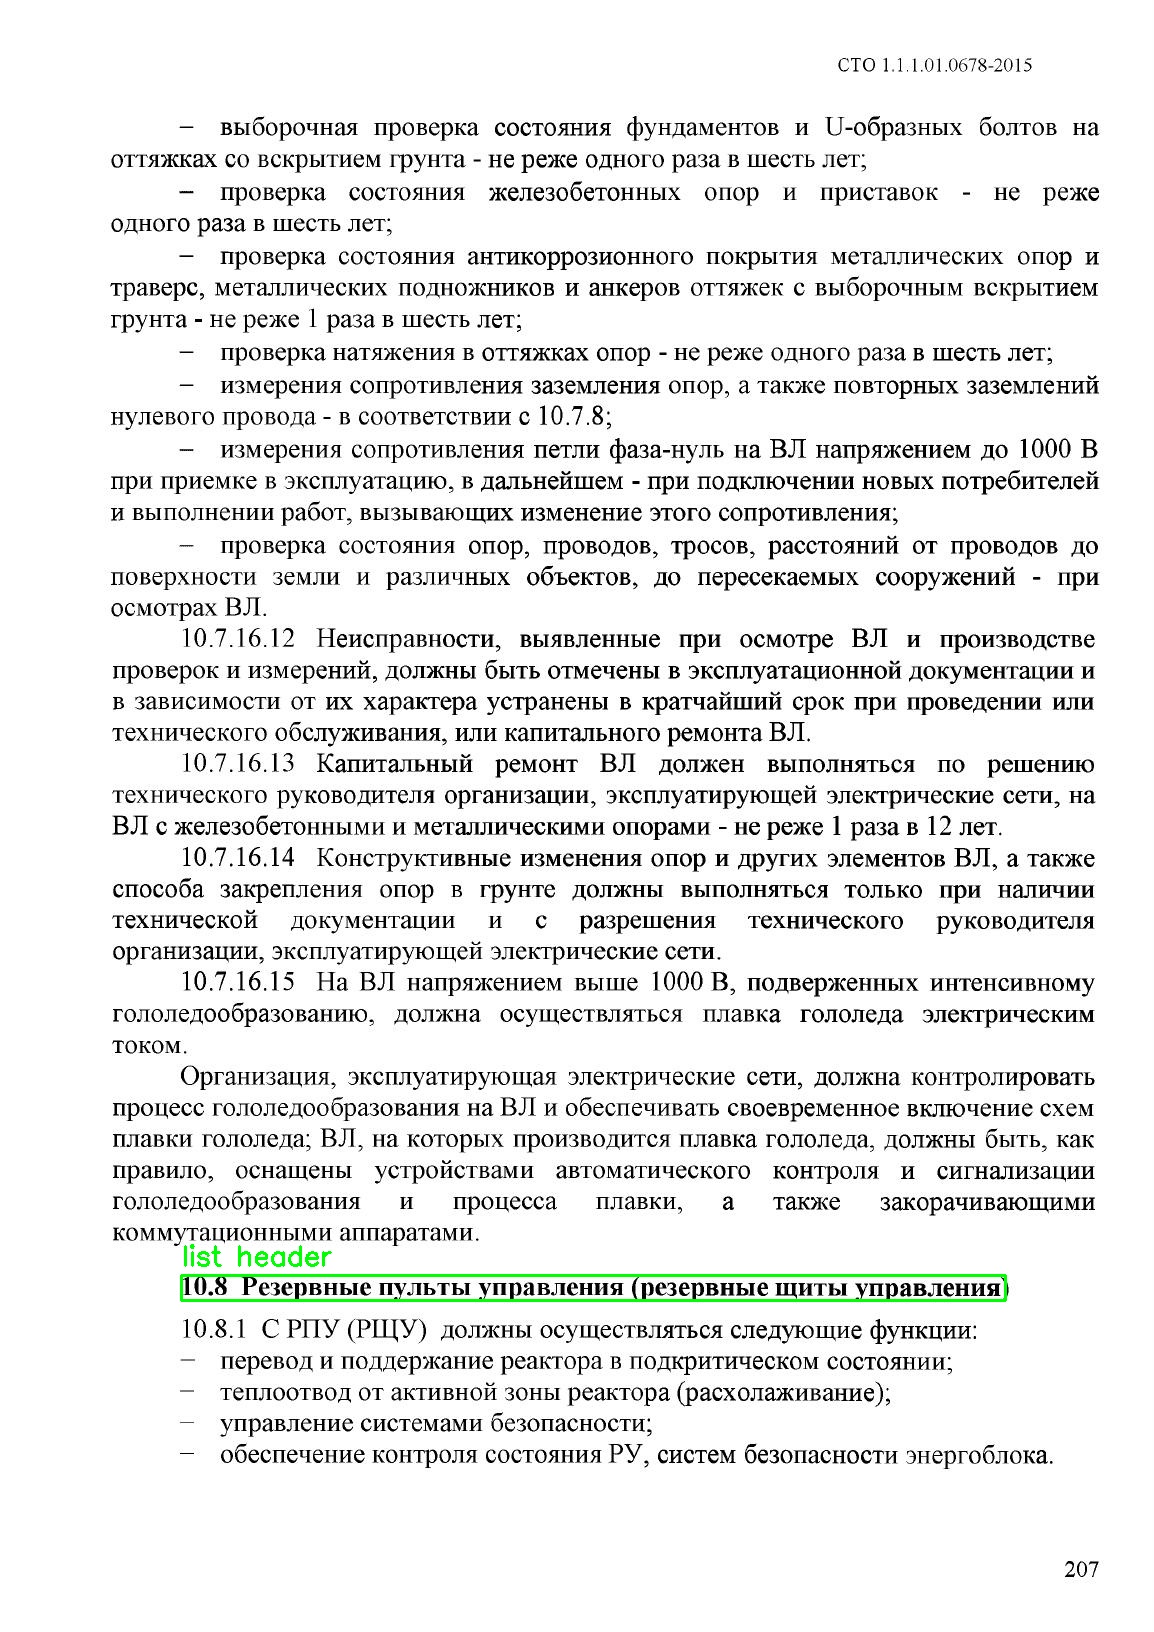 СТО 1.1.1.01.0678-2015
– выборочная проверка состояния фундаментов и U-образных болтов на
оттяжках со вскрытием грунта - не реже одного раза в шесть лет;
– проверка состояния железобетонных опор и приставок - не реже
одного раза в шесть лет;
– проверка состояния антикоррозионного покрытия металлических опор и
траверс, металлических подножников и анкеров оттяжек с выборочным вскрытием
грунта - не реже 1 раза в шесть лет;
– проверка натяжения в оттяжках опор - не реже одного раза в шесть лет;
– измерения сопротивления заземления опор, а также повторных заземлений
нулевого провода - в соответствии с 10.7.8;
– измерения сопротивления петли фаза-нуль на ВЛ напряжением до 1000 В
при приемке в эксплуатацию, в дальнейшем - при подключении новых потребителей
и выполнении работ, вызывающих изменение этого сопротивления;
– проверка состояния опор, проводов, тросов, расстояний от проводов до
поверхности земли и различных объектов, до пересекаемых сооружений - при
осмотрах ВЛ.
10.7.16.12 Неисправности, выявленные при осмотре ВЛ и производстве
проверок и измерений, должны быть отмечены в эксплуатационной документации и
в зависимости от их характера устранены в кратчайший срок при проведении или
технического обслуживания, или капитального ремонта ВЛ.
10.7.16.13 Капитальный ремонт ВЛ должен выполняться по решению
технического руководителя организации, эксплуатирующей электрические сети, на
ВЛ с железобетонными и металлическими опорами - не реже 1 раза в 12 лет.
10.7.16.14 Конструктивные изменения опор и других элементов ВЛ, а также
способа закрепления опор в грунте должны выполняться только при наличии
технической документации и с разрешения технического руководителя
организации, эксплуатирующей электрические сети.
10.7.16.15 На ВЛ напряжением выше 1000 В, подверженных интенсивному
гололедообразованию, должна осуществляться плавка гололеда электрическим
током.
Организация, эксплуатирующая электрические сети, должна контролировать
процесс гололедообразования на ВЛ и обеспечивать своевременное включение схем
плавки гололеда; ВЛ, на которых производится плавка гололеда, должны быть, как
правило, оснащены устройствами автоматического контроля и сигнализации
гололедообразования и процесса плавки, а также закорачивающими
коммутационными аппаратами.
list header
10.8 Резервные пульты управления (резервные щиты управления)
10.8.1 С РПУ (РЩУ) должны осуществляться следующие функции:
– перевод и поддержание реактора в подкритическом состоянии;
– теплоотвод от активной зоны реактора (расхолаживание);
– управление системами безопасности;
– обеспечение контроля состояния РУ, систем безопасности энергоблока.
207